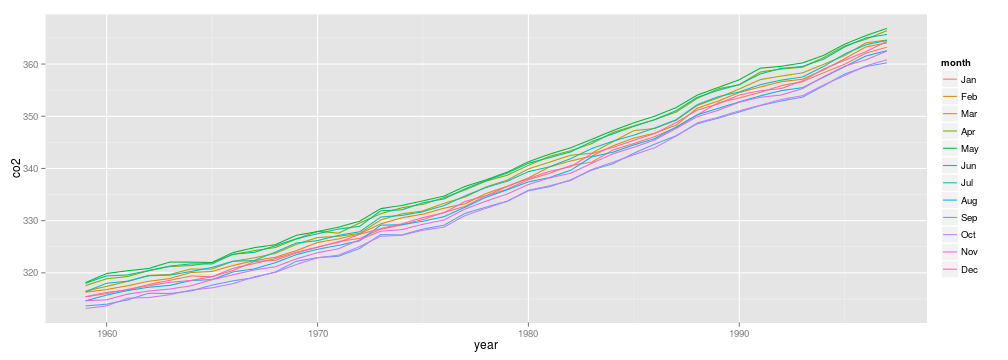 360
350
340
330
320
co2
1960
1970
1980
1990
year
month
Jan
Feb
Mar
Apr
May
Jun
Jul
Aug
Sep
Oct
Nov
Dec